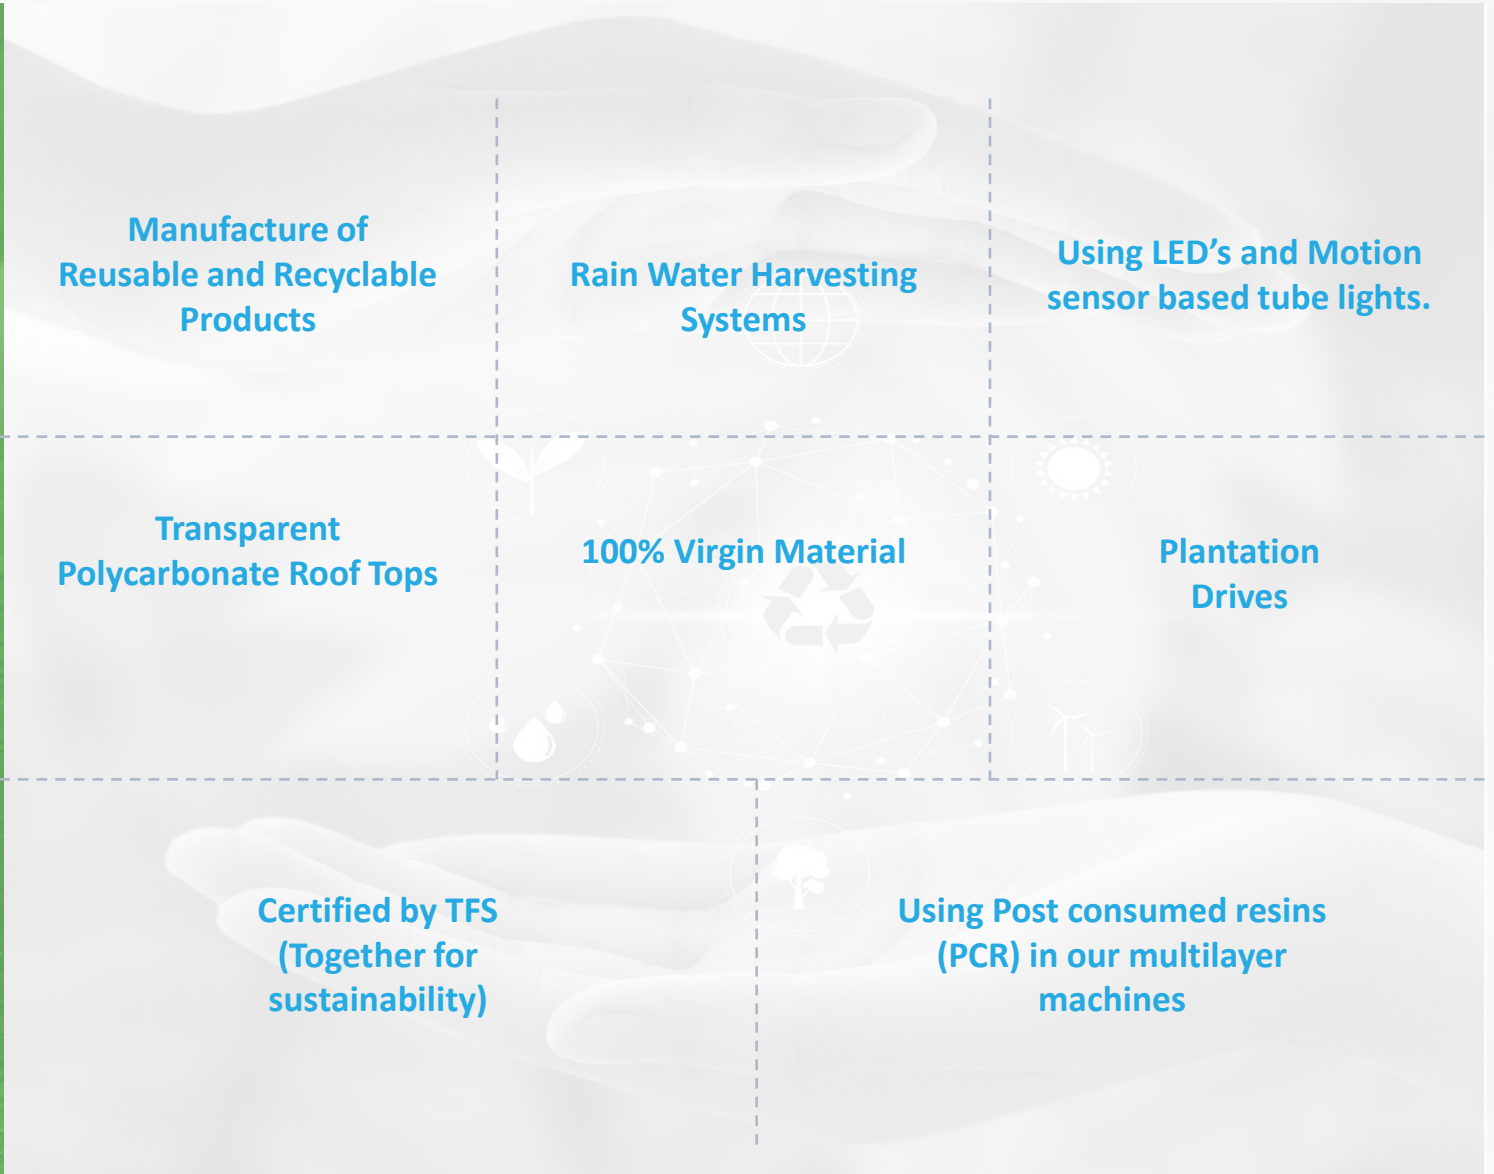 Manufacture of
Reusable and Recyclable
Products
Rain Water Harvesting
Systems
Using LED’s and Motion
sensor based tube lights.
Transparent
Polycarbonate Roof Tops
100% Virgin Material
Plantation
Drives
Certified by TFS
(Together for
sustainability)
Using Post consumed resins
(PCR) in our multilayer
machines